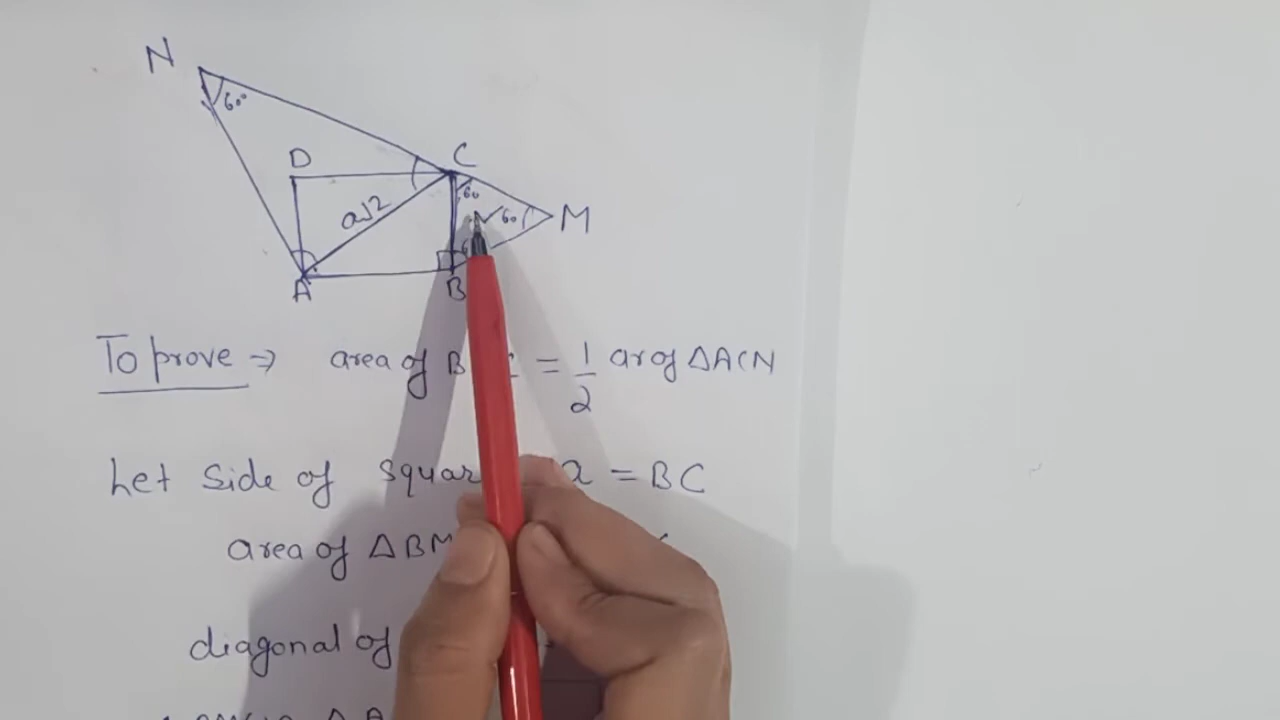 N
60°
D
C
a√2
60
60
M
A
B
To prove ⇒ area of B = 1/2 ar of ΔACN
Let Side of a = BC
area of ΔBM
diagonal of